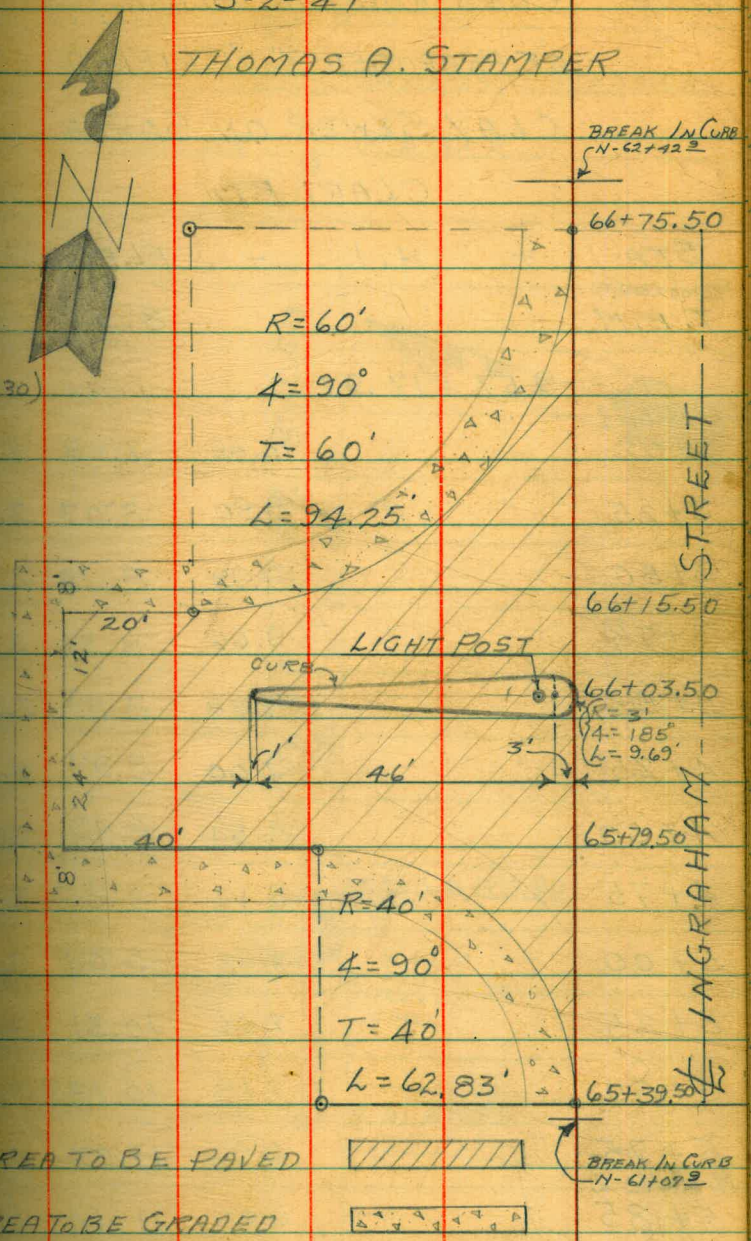 THOMAS A. STAMPER
BREAK IN CURB
N-62+42 9
66+75.50
N
30)
R=60'
∡=90°
T=60'
L=94.25'
STREET
8'
20'
66+15.50
12'
LIGHT POST
CURB
66+03.50
R=3'
∡=185°
L=9.69'
1'
46'
3'
24'
40'
65+79.50
8'
R=40'
∡=90°
T=40'
L=62.83'
℄ INGRAHAM
65+39.50
REA TO BE PAVED
BREAK IN CURB
N-61+07 9
EA TO BE GRADED